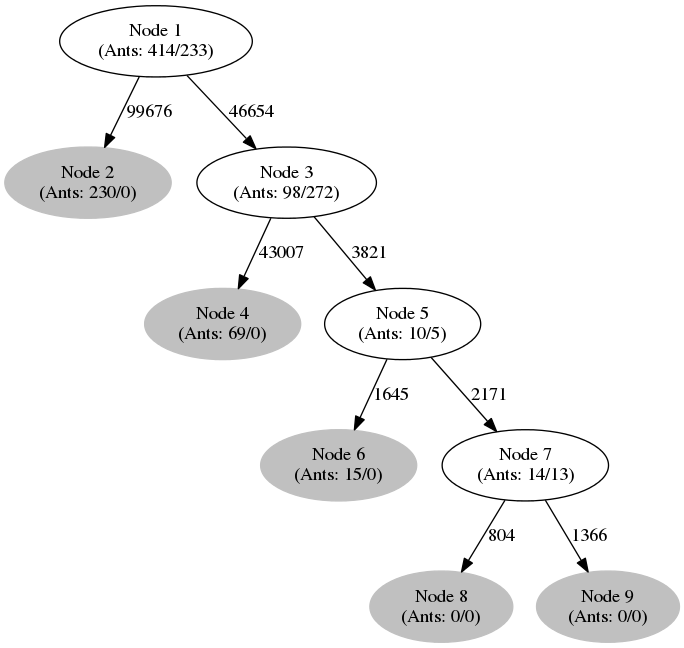 Node 1
(Ants: 414/233)
99676
46654
Node 2
(Ants: 230/0)
Node 3
(Ants: 98/272)
43007
3821
Node 4
(Ants: 69/0)
Node 5
(Ants: 10/5)
1645
2171
Node 6
(Ants: 15/0)
Node 7
(Ants: 14/13)
804
1366
Node 8
(Ants: 0/0)
Node 9
(Ants: 0/0)